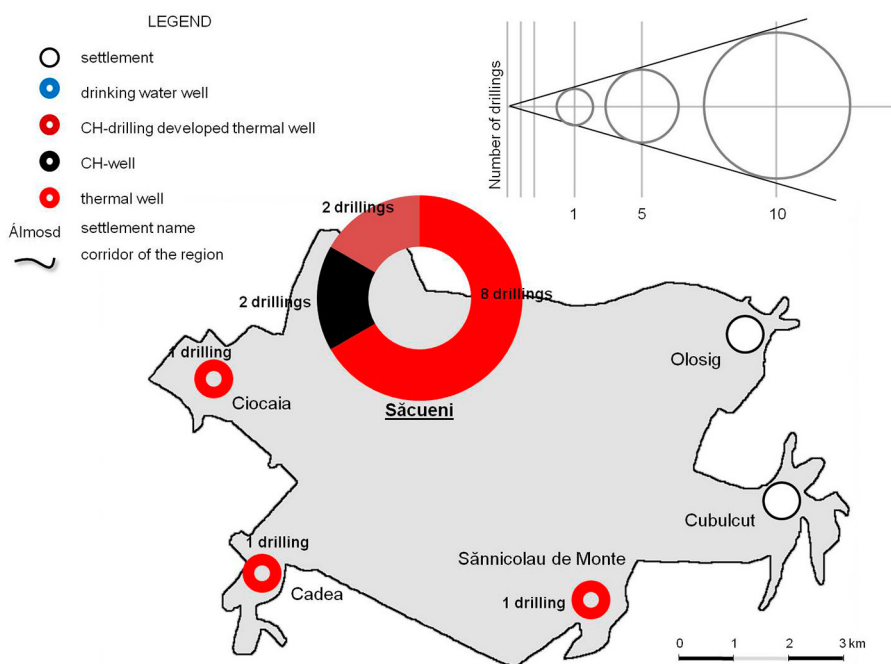 LEGEND
settlement
drinking water well
CH-drilling developed thermal well
CH-well
thermal well
Álmosd settlement name
corridor of the region
Number of drillings
1 5 10
2 drillings
2 drillings
8 drillings
Săcueni
1 drilling
Ciocaia
Olosig
Cubulcut
1 drilling
Cadea
Sănnicolau de Monte
1 drilling
0 1 2 3 km